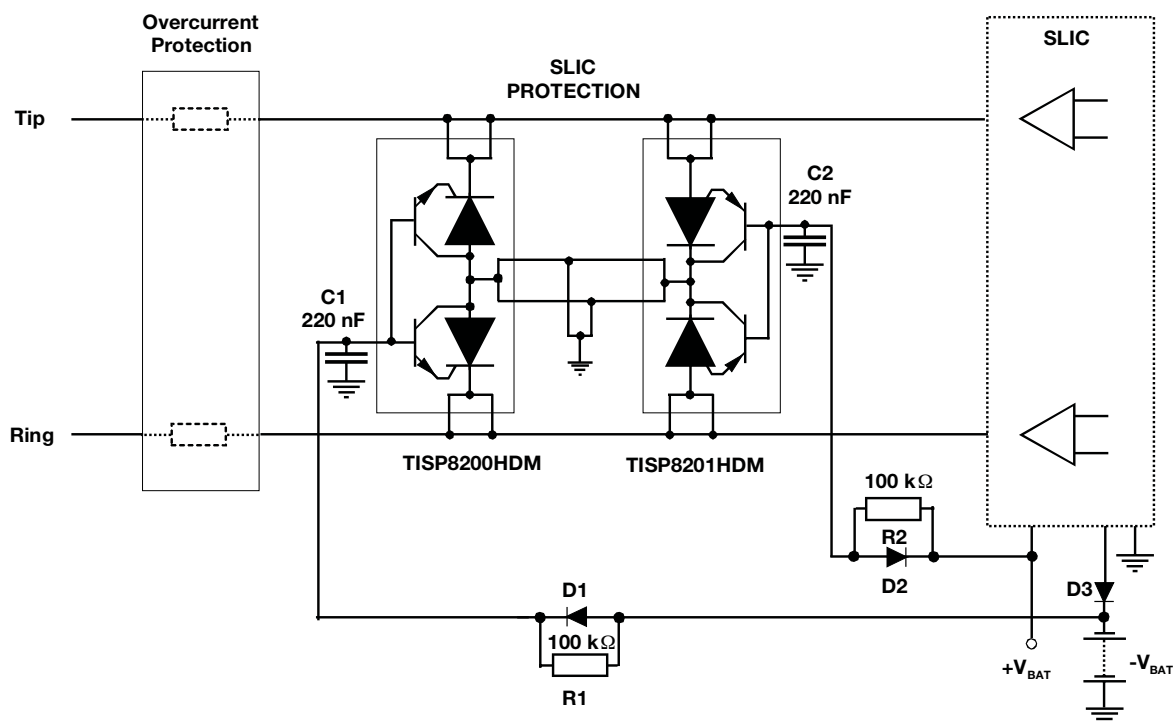 Overcurrent
Protection
SLIC
SLIC
PROTECTION
Tip
C2
220 nF
C1
220 nF
Ring
TISP8200HDM
TISP8201HDM
100 kΩ
R2
D2
D1
D3
100 kΩ
R1
+VBAT
-VBAT